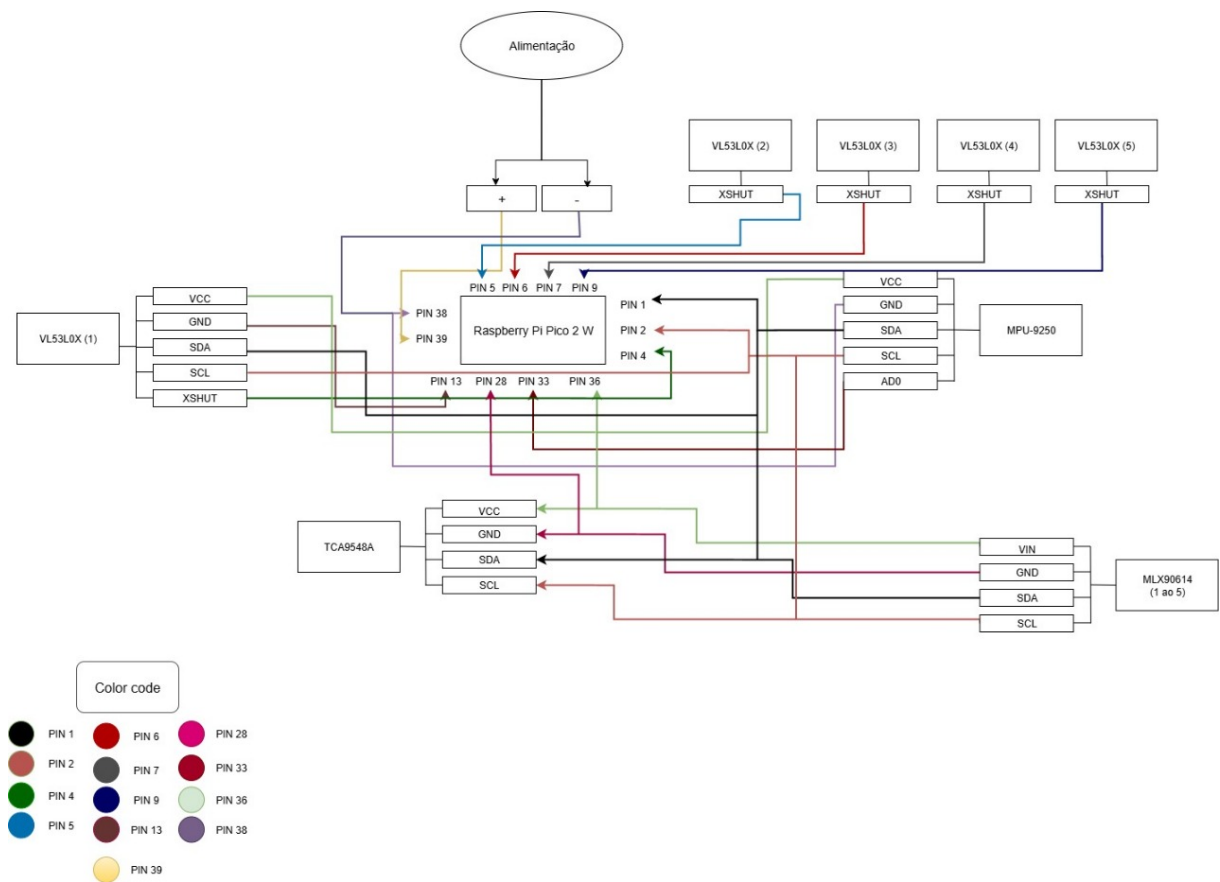 Alimentação
+
-
VL53L0X (2)
VL53L0X (3)
VL53L0X (4)
VL53L0X (5)
XSHUT
XSHUT
XSHUT
XSHUT
PIN 5
PIN 6
PIN 7
PIN 9
PIN 38
PIN 39
Raspberry Pi Pico 2 W
PIN 1
PIN 2
PIN 4
PIN 13
PIN 28
PIN 33
PIN 36
VL53L0X (1)
VCC
GND
SDA
SCL
XSHUT
VCC
GND
SDA
SCL
AD0
MPU-9250
TCA9548A
VCC
GND
SDA
SCL
VIN
GND
SDA
SCL
MLX90614
(1 ao 5)
Color code
PIN 1
PIN 6
PIN 28
PIN 2
PIN 7
PIN 33
PIN 4
PIN 9
PIN 36
PIN 5
PIN 13
PIN 38
PIN 39